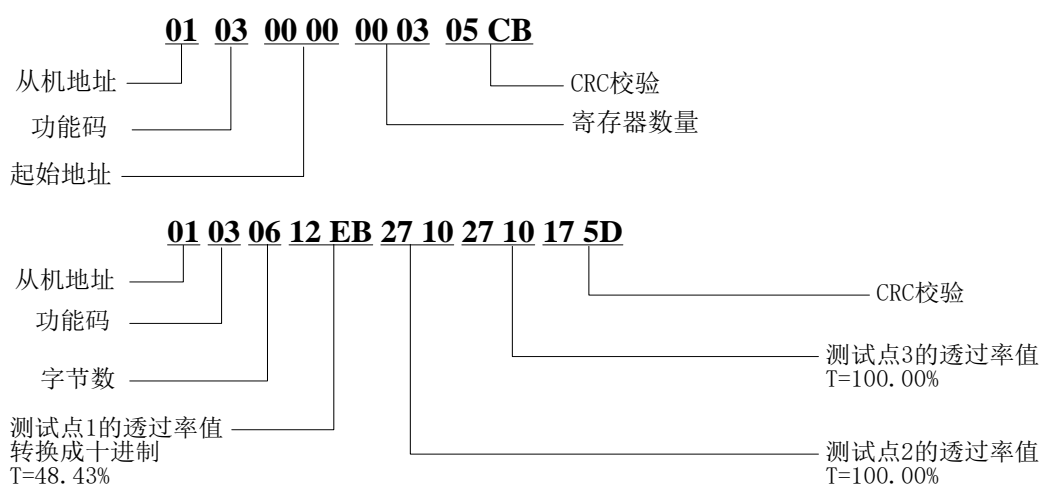 01 03 00 00 00 03 05 CB
从机地址
CRC校验
功能码
寄存器数量
起始地址
01 03 06 12 EB 27 10 27 10 17 5D
从机地址
CRC校验
功能码
测试点3的透过率值
T=100.00%
字节数
测试点1的透过率值
转换成十进制
T=48.43%
测试点2的透过率值
T=100.00%